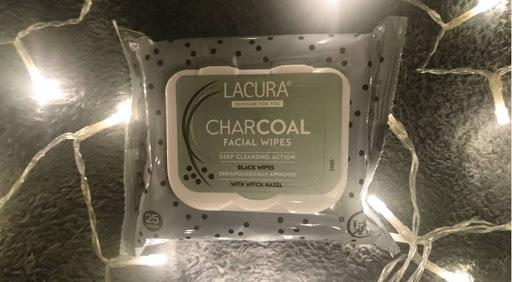 LACURA®
SKINCARE FOR YOU
CHARCOAL
FACIAL WIPES
DEEP CLEANSING ACTION
BLACK WIPES
DERMATOLOGICALLY APPROVED
WITH WITCH HAZEL
25